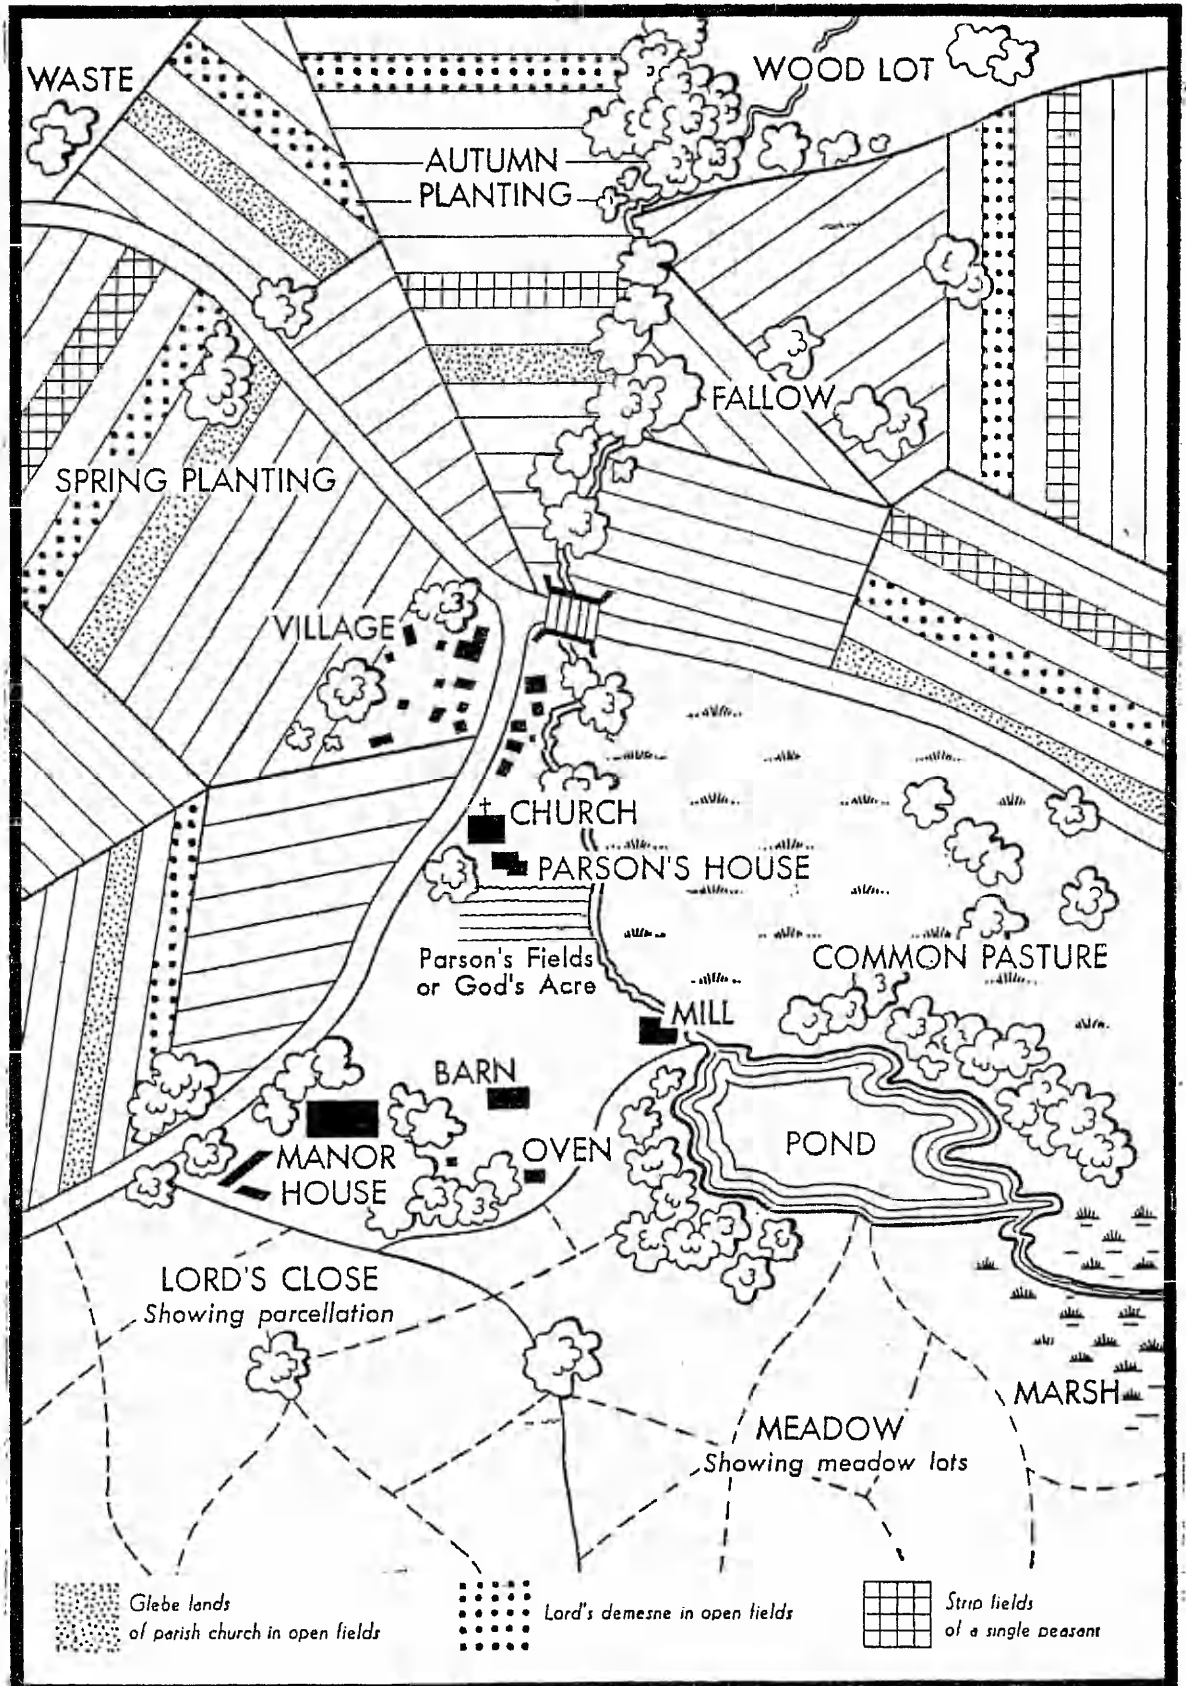 WASTE
WOOD LOT
AUTUMN
PLANTING
FALLOW
SPRING PLANTING
VILLAGE
CHURCH
PARSON'S HOUSE
Parson's Fields
or God's Acre
COMMON PASTURE
MILL
BARN
OVEN
POND
MANOR
HOUSE
LORD'S CLOSE
Showing parcellation
MARSH
MEADOW
Showing meadow lots
Glebe lands
of parish church in open fields
Lord's demesne in open fields
Strip fields
of a single peasant